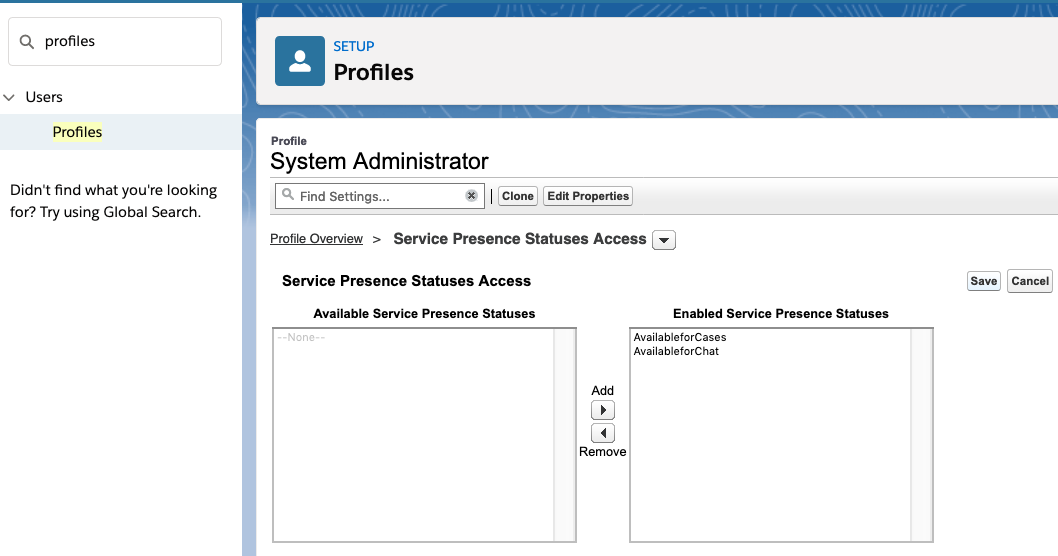 profiles
Users
Profiles
Didn't find what you're looking
for? Try using Global Search.
SETUP
Profiles
Profile
System Administrator
Find Settings... | Clone Edit Properties
Profile Overview > Service Presence Statuses Access
Service Presence Statuses Access Save Cancel
Available Service Presence Statuses
--None--
Add
Remove
Enabled Service Presence Statuses
AvailableforCases
AvailableforChat